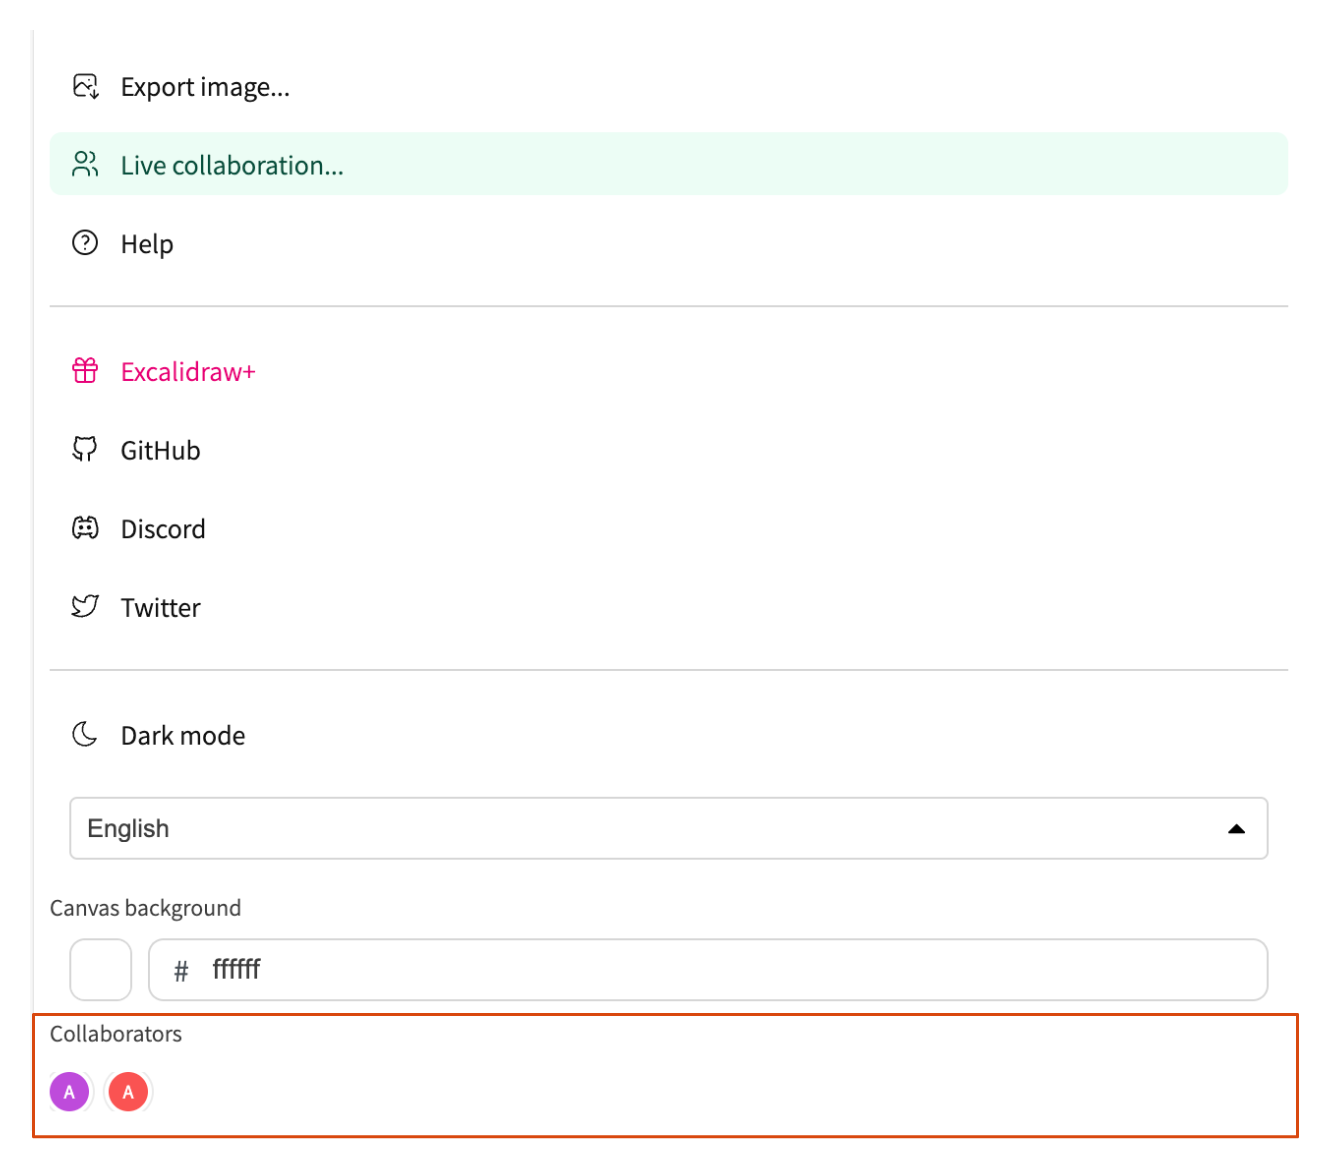 Export image...
Live collaboration...
Help
Excalidraw+
GitHub
Discord
Twitter
Dark mode
English
Canvas background
# ffffff
Collaborators
A A